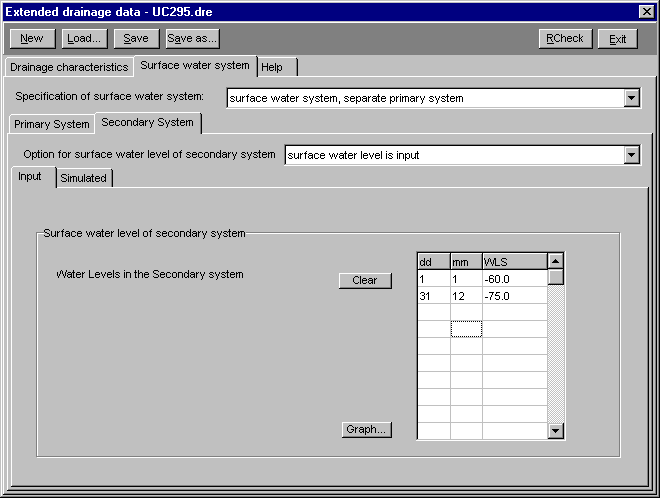 Extended drainage data - UC295.dre
New Load... Save Save as... RCheck Exit
Drainage characteristics Surface water system Help
Specification of surface water system: surface water system, separate primary system
Primary System Secondary System
Option for surface water level of secondary system surface water level is input
Input Simulated
Surface water level of secondary system
Water Levels in the Secondary system
Clear
dd mm WLS
1 1 -60.0
31 12 -75.0
Graph...